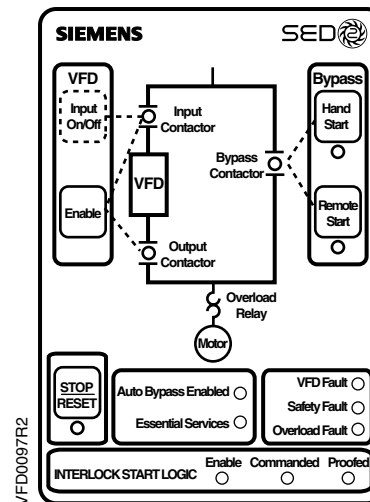 SIEMENS
SED2
VFD
Input
On/Off
Enable
Input
Contactor
VFD
Output
Contactor
Bypass
Contactor
Bypass
Hand
Start
Remote
Start
Overload
Relay
Motor
STOP
RESET
Auto Bypass Enabled
Essential Services
VFD Fault
Safety Fault
Overload Fault
INTERLOCK START LOGIC
Enable
Commanded
Proofed
VFD0097R2